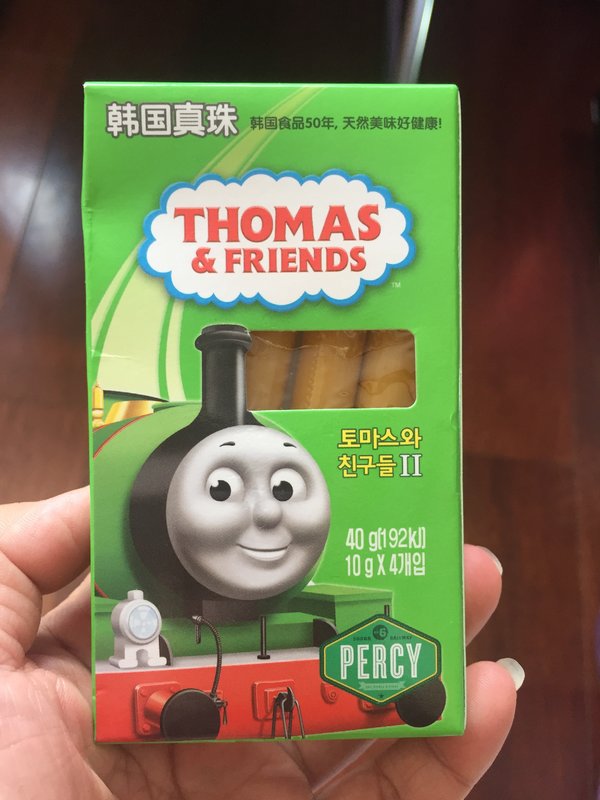 韩国真珠 韩国食品50年, 天然美味好健康!
THOMAS
& FRIENDS
TM
토마스와
친구들 II
40 g(192kJ)
10 g X 4개입
PERCY